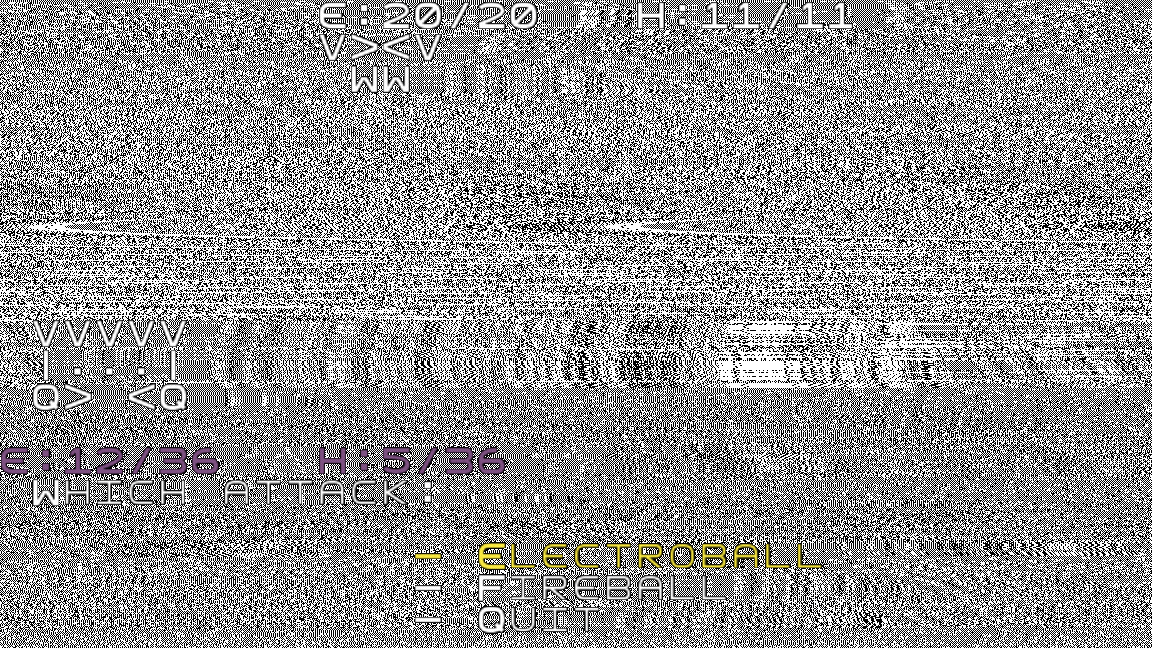 E:20/20 H:11/11
V><V
WW
VVVVV
|...|
Q> <Q
E:12/36 H:5/36
WHICH ATTACK:
- ELECTROBALL
- FIREBALL
- QUIT